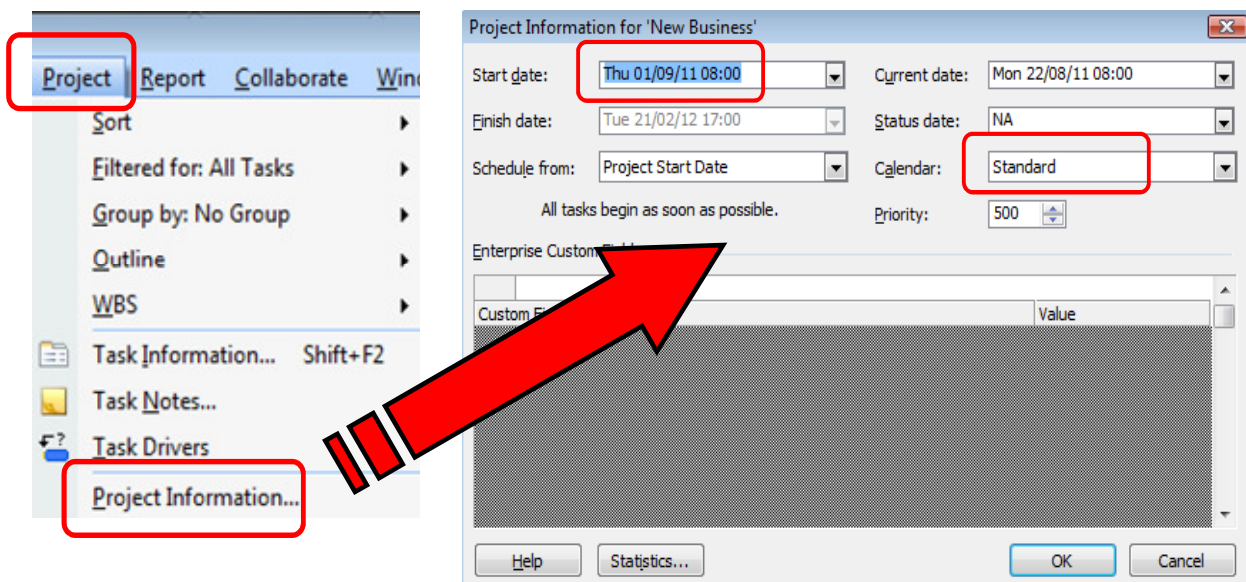 Project Report Collaborate Wind
Sort
Filtered for: All Tasks
Group by: No Group
Outline
WBS
Task Information... Shift+F2
Task Notes...
?
Task Drivers
Project Information...
Project Information for 'New Business'
Start date: Thu 01/09/11 08:00 Current date: Mon 22/08/11 08:00
Finish date: Tue 21/02/12 17:00 Status date: NA
Schedule from: Project Start Date Calendar: Standard
All tasks begin as soon as possible. Priority: 500
Enterprise Custom
Custom Value
Help Statistics... OK Cancel